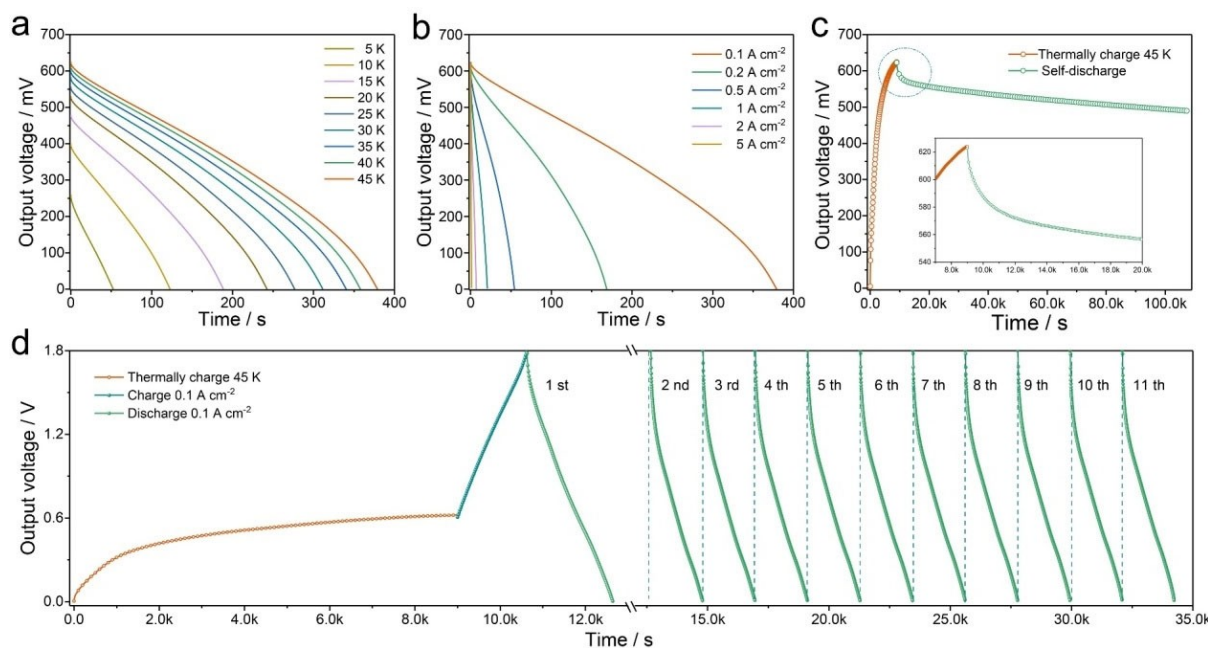 a
700
600
500
400
300
200
100
0
Output voltage / mV
0 100 200 300 400
Time / s
5 K
10 K
15 K
20 K
25 K
30 K
35 K
40 K
45 K
b
700
600
500
400
300
200
100
0
Output voltage / mV
0 100 200 300 400
Time / s
0.1 A cm⁻²
0.2 A cm⁻²
0.5 A cm⁻²
1 A cm⁻²
2 A cm⁻²
5 A cm⁻²
c
700
600
500
400
300
200
100
0
Output voltage / mV
0.0 20.0k 40.0k 60.0k 80.0k 100.0k
Time / s
Thermally charge 45 K
Self-discharge
620
600
580
560
540
8.0k 10.0k 12.0k 14.0k 16.0k 18.0k 20.0k
d
1.8
1.2
0.6
0.0
Output voltage / V
Thermally charge 45 K
Charge 0.1 A cm⁻²
Discharge 0.1 A cm⁻²
1 st 2 nd 3 rd 4 th 5 th 6 th 7 th 8 th 9 th 10 th 11 th
0.0 2.0k 4.0k 6.0k 8.0k 10.0k 15.0k 20.0k 25.0k 30.0k 35.0k
Time / s